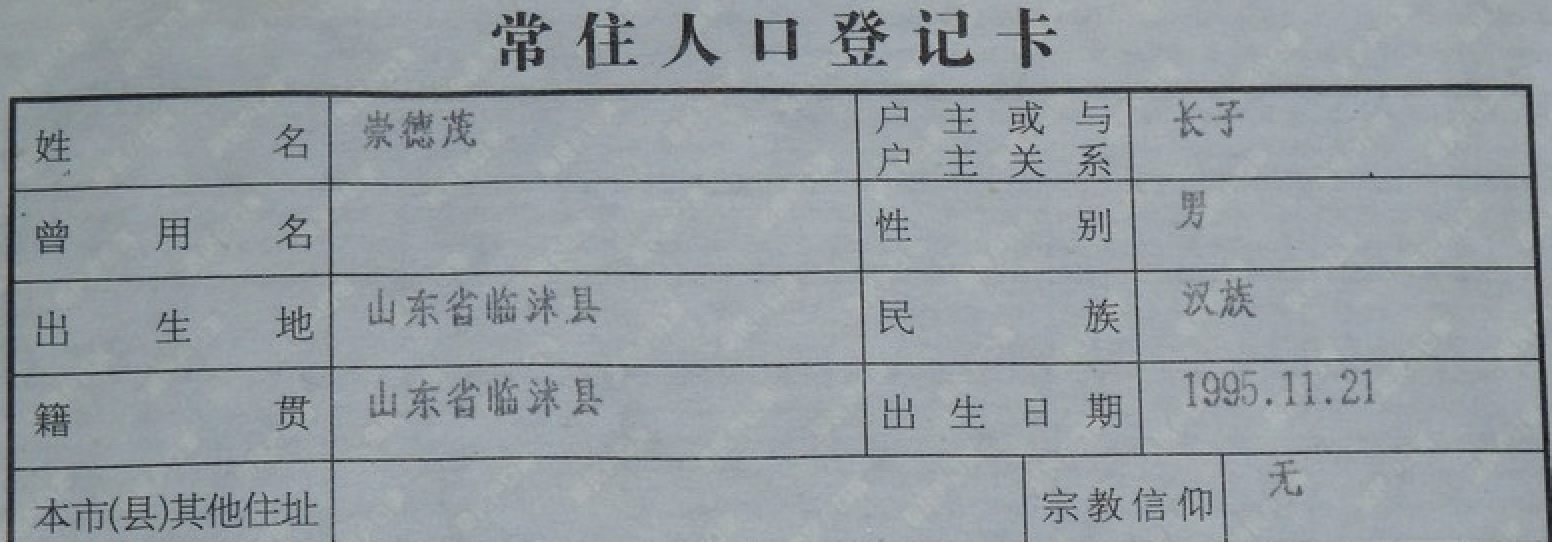 常住人口登记卡
姓名 崇德茂 户主或与户主关系 长子
曾用名 性别 男
出生地 山东省临沭县 民族 汉族
籍贯 山东省临沭县 出生日期 1995.11.21
本市(县)其他住址 宗教信仰 无